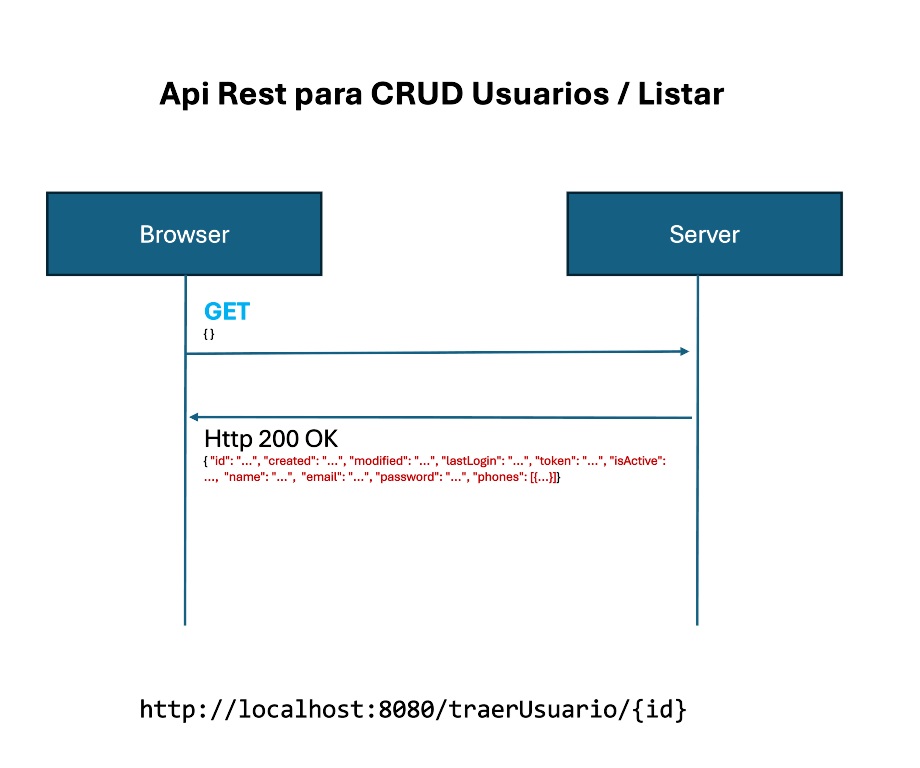 Api Rest para CRUD Usuarios / Listar
Browser
Server
GET
{}
Http 200 OK
{ "id": "...", "created": "...", "modified": "...", "lastLogin": "...", "token": "...", "isActive":
..., "name": "...", "email": "...", "password": "...", "phones": [{...}]}
http://localhost:8080/traerUsuario/{id}